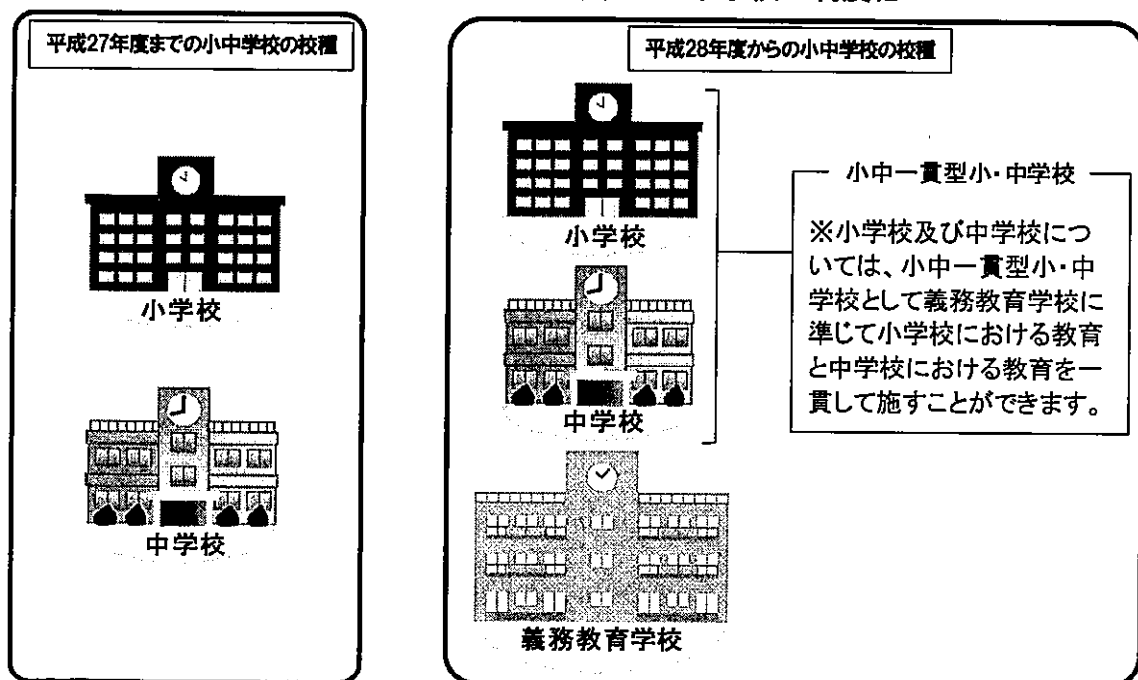 平成27年度までの小中学校の校種
小学校
中学校
平成28年度からの小中学校の校種
小学校
中学校
義務教育学校
小中一貫型小・中学校
※小学校及び中学校につ
いては、小中一貫型小・中
学校として義務教育学校に
準じて小学校における教育
と中学校における教育を一
貫して施すことができます。